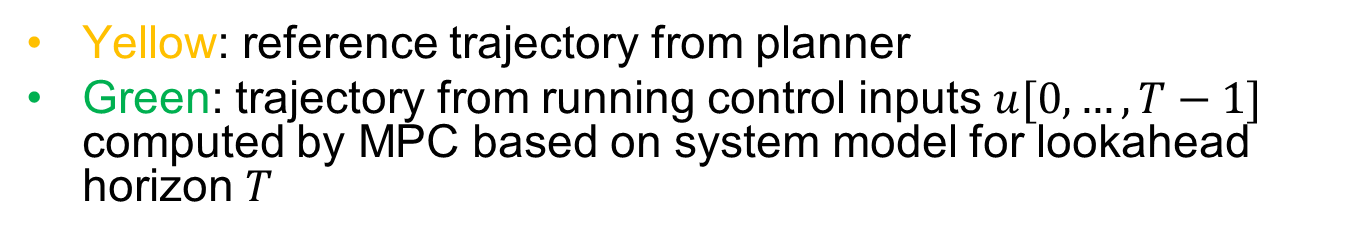 • Yellow: reference trajectory from planner
• Green: trajectory from running control inputs 𝑢[0, … , 𝑇 − 1]
computed by MPC based on system model for lookahead
horizon 𝑇